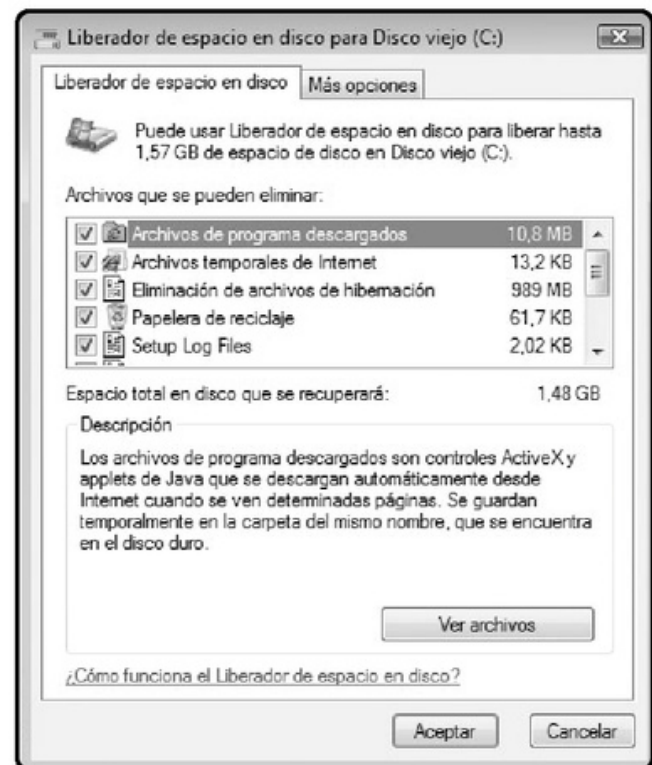 Liberador de espacio en disco para Disco viejo (C:)
Liberador de espacio en disco
Más opciones
Puede usar Liberador de espacio en disco para liberar hasta
1,57 GB de espacio de disco en Disco viejo (C:).
Archivos que se pueden eliminar:
Archivos de programa descargados 10,8 MB
Archivos temporales de Internet 13,2 KB
Eliminación de archivos de hibernación 989 MB
Papelera de reciclaje 61,7 KB
Setup Log Files 2,02 KB
Espacio total en disco que se recuperará: 1,48 GB
Descripción
Los archivos de programa descargados son controles ActiveX y
applets de Java que se descargan automáticamente desde
Internet cuando se ven determinadas páginas. Se guardan
temporalmente en la carpeta del mismo nombre, que se encuentra
en el disco duro.
Ver archivos
¿Cómo funciona el Liberador de espacio en disco?
Aceptar
Cancelar